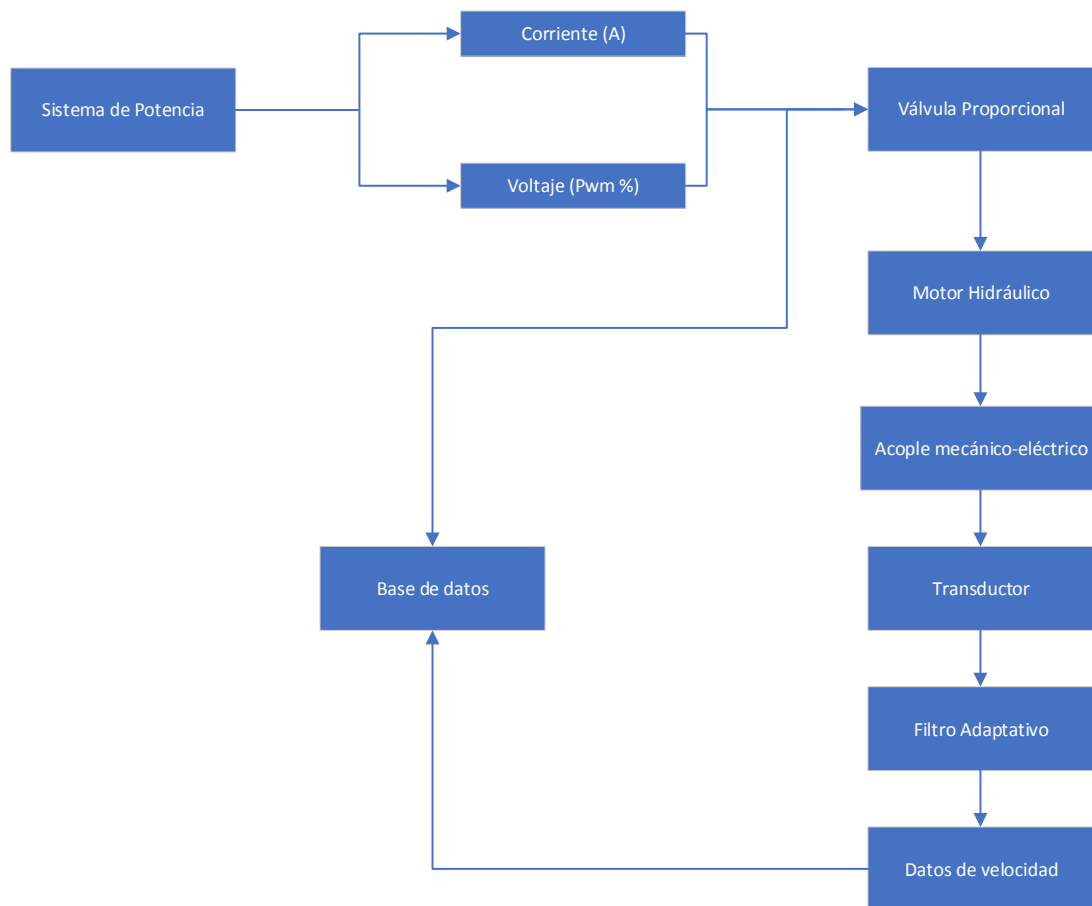 Corriente (A)
Sistema de Potencia
Válvula Proporcional
Voltaje (Pwm %)
Motor Hidráulico
Acople mecánico-eléctrico
Base de datos
Transductor
Filtro Adaptativo
Datos de velocidad